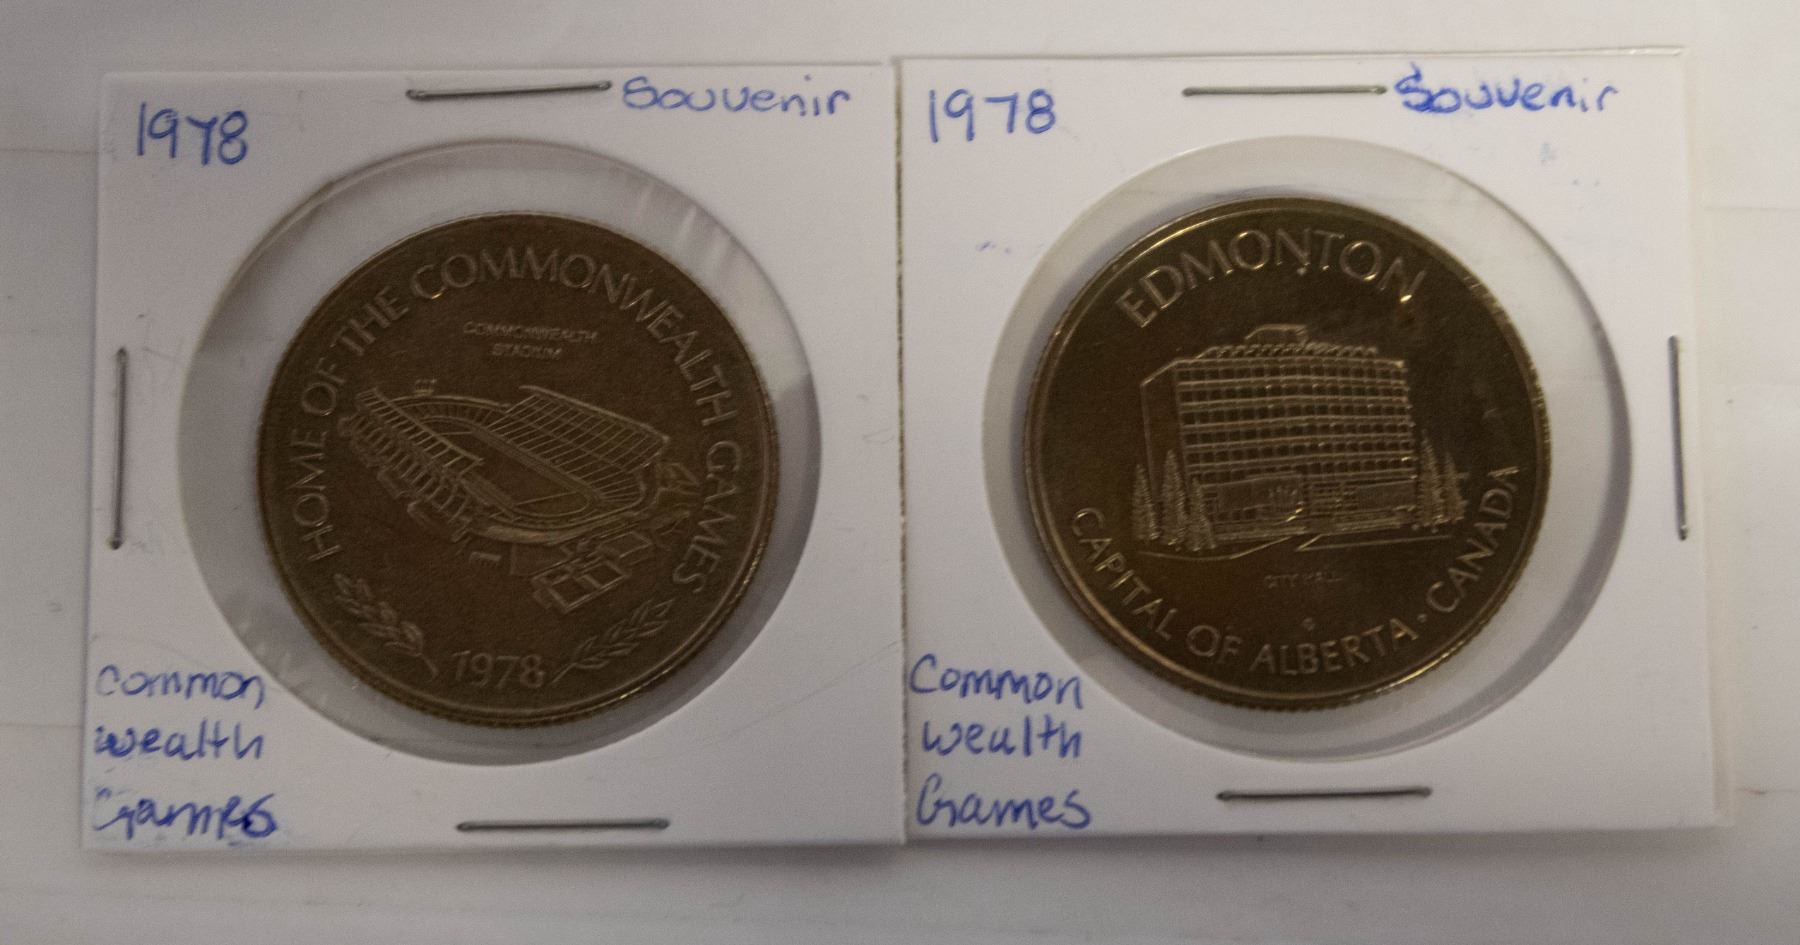 1978
Souvenir
HOME OF THE COMMONWEALTH GAMES
COMMONWEALTH
STADIUM
1978
Common
wealth
Games
1978
Souvenir
EDMONTON
CITY HALL
CAPITAL OF ALBERTA · CANADA
Common
wealth
Games